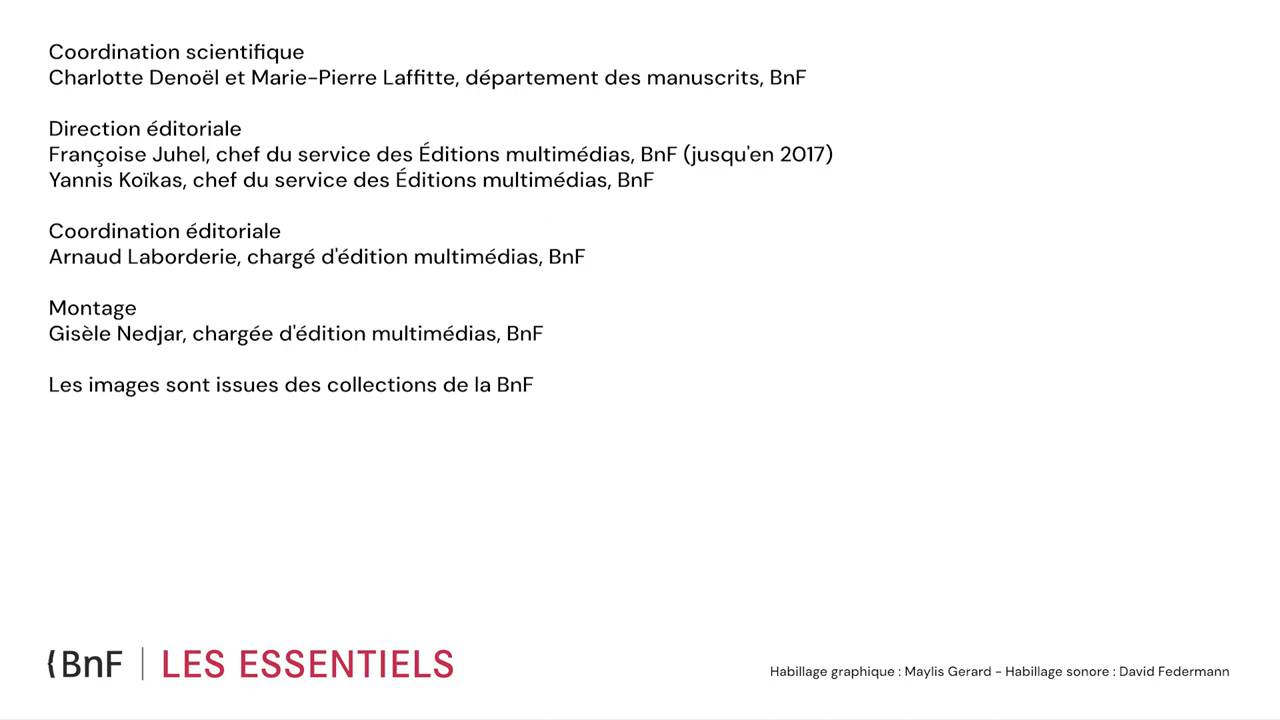 Coordination scientifique
Charlotte Denoël et Marie-Pierre Laffitte, département des manuscrits, BnF
Direction éditoriale
Françoise Juhel, chef du service des Éditions multimédias, BnF (jusqu'en 2017)
Yannis Koïkas, chef du service des Éditions multimédias, BnF
Coordination éditoriale
Arnaud Laborderie, chargé d'édition multimédias, BnF
Montage
Gisèle Nedjar, chargée d'édition multimédias, BnF
Les images sont issues des collections de la BnF
BnF | LES ESSENTIELS
Habillage graphique : Maylis Gerard - Habillage sonore : David Federmann